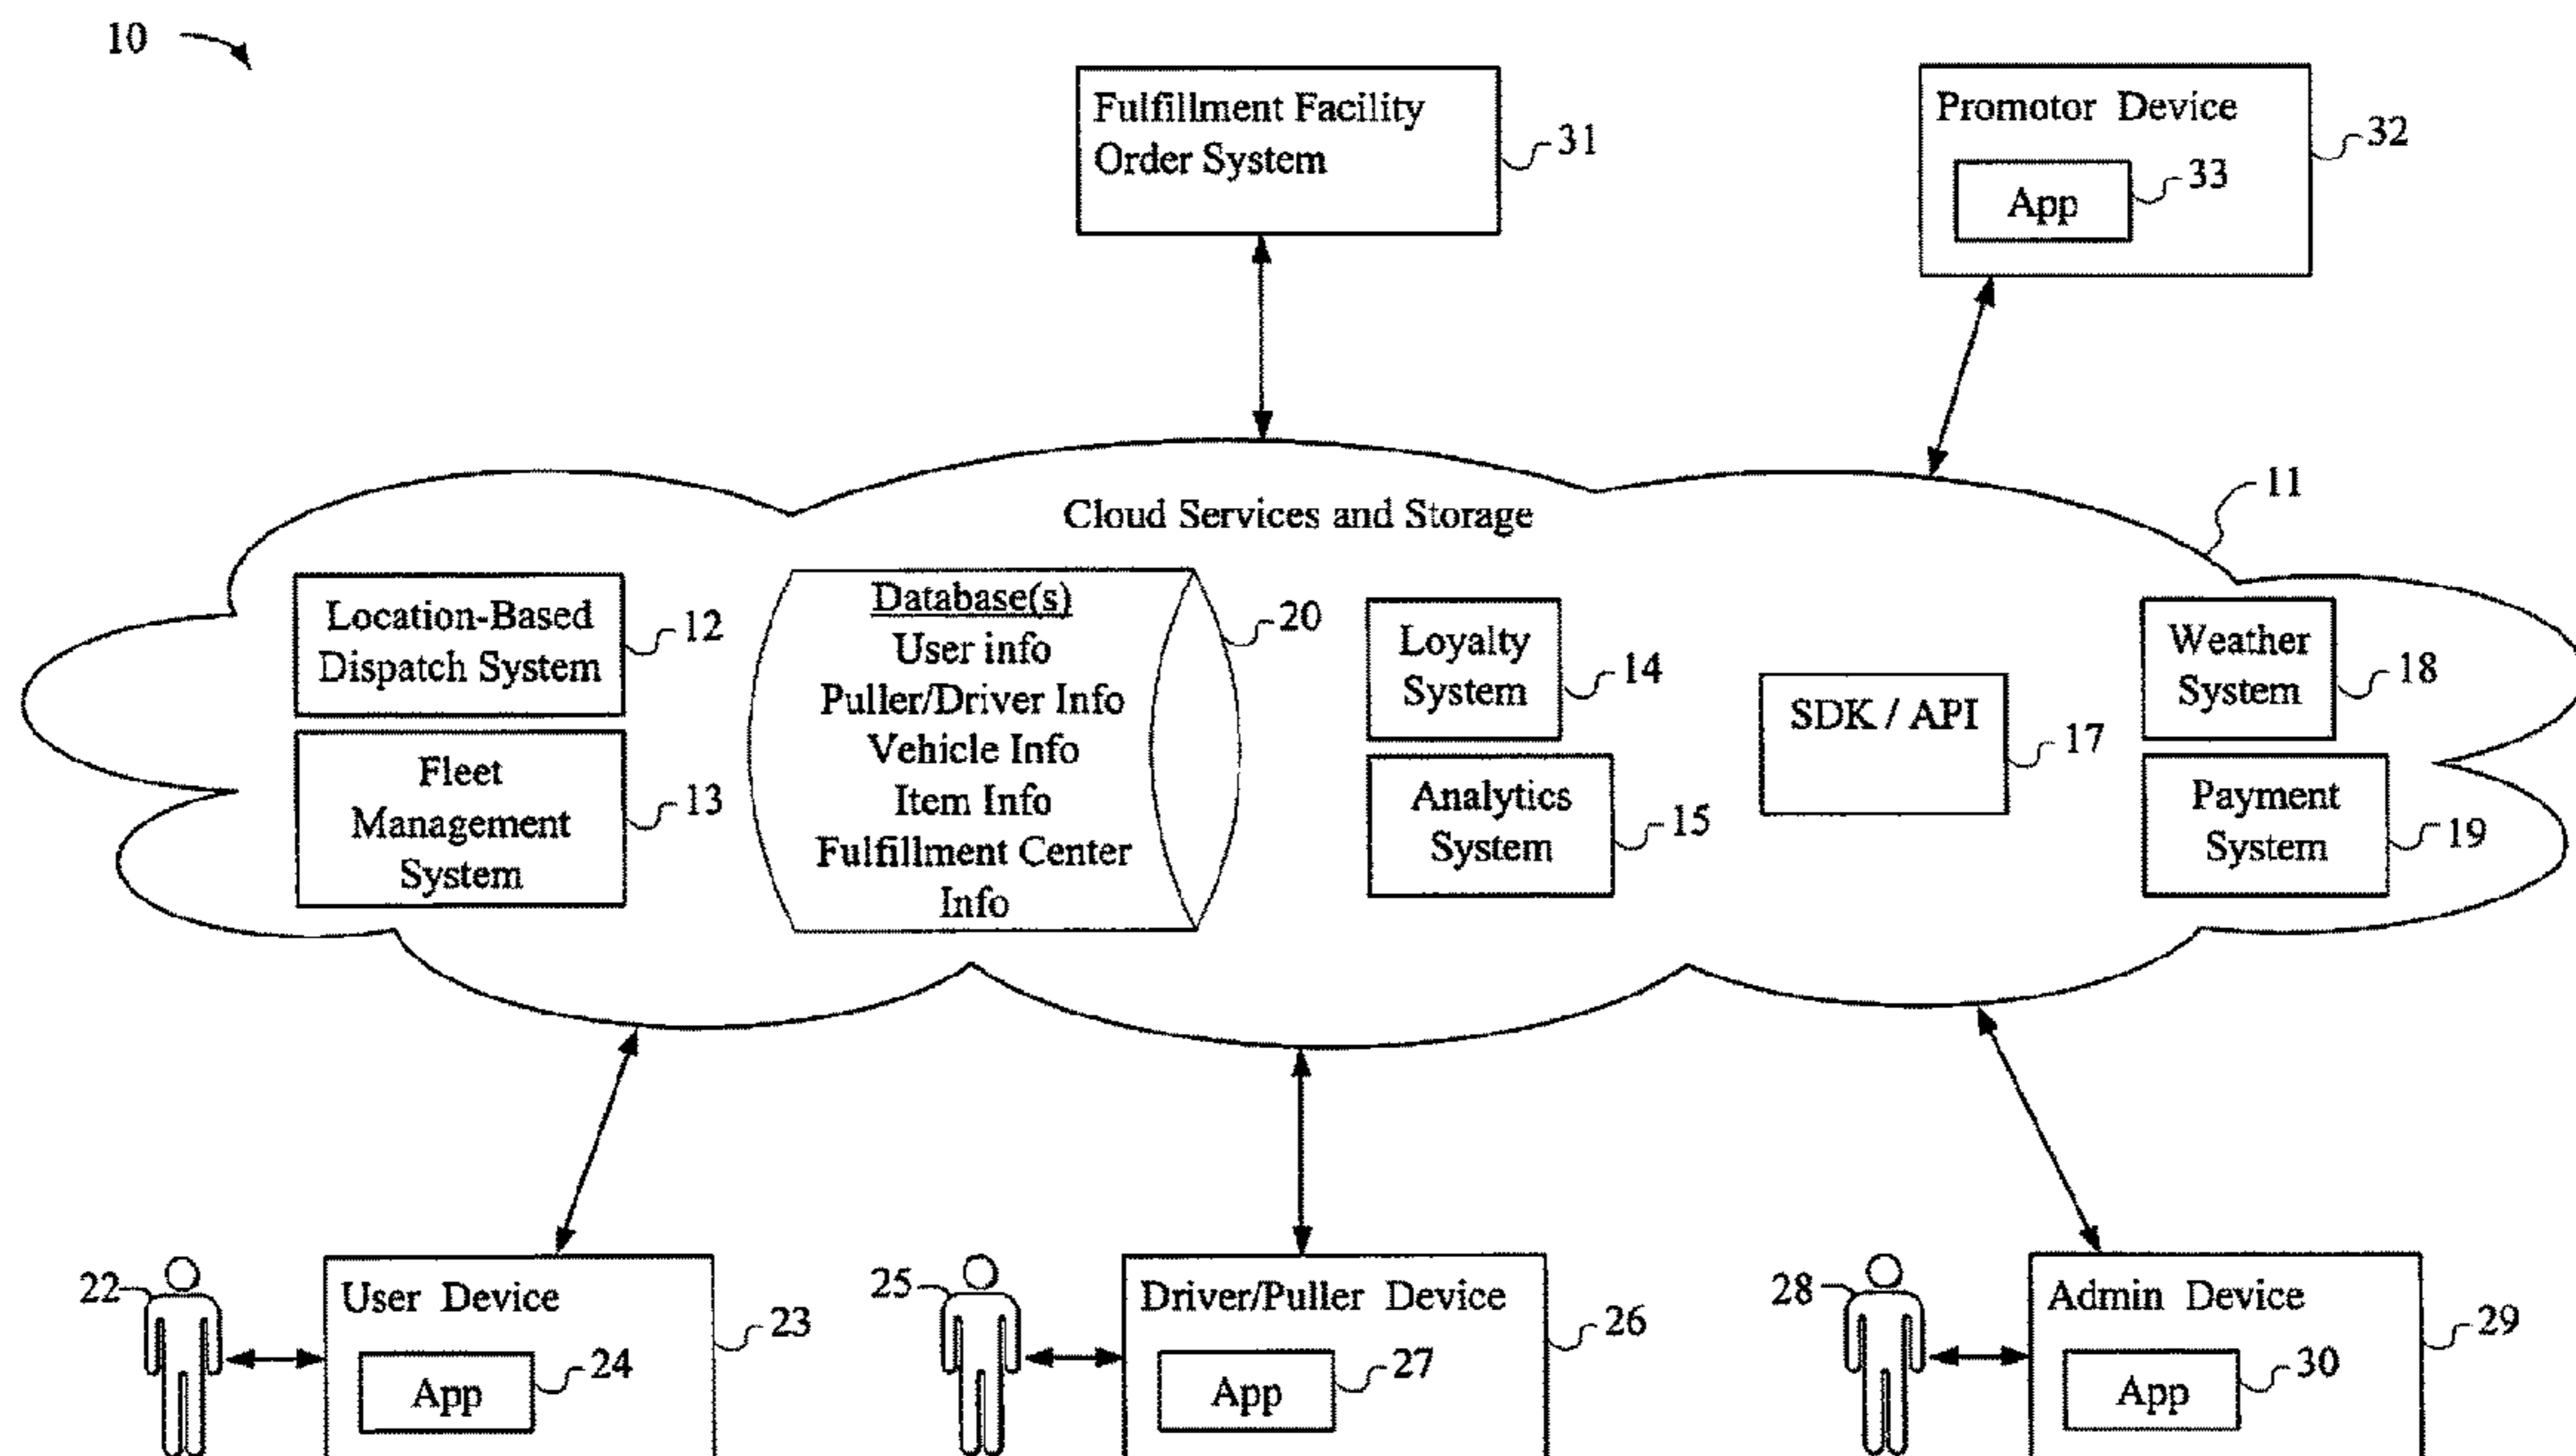 10
Fulfillment Facility
Order System
31
Promotor Device
32
App
33
Cloud Services and Storage
11
Location-Based
Dispatch System
12
Fleet
Management
System
13
Database(s)
User info
Puller/Driver Info
Vehicle Info
Item Info
Fulfillment Center
Info
20
Loyalty
System
14
Analytics
System
15
SDK / API
17
Weather
System
18
Payment
System
19
22
User Device
23
App
24
25
Driver/Puller Device
26
App
27
28
Admin Device
29
App
30